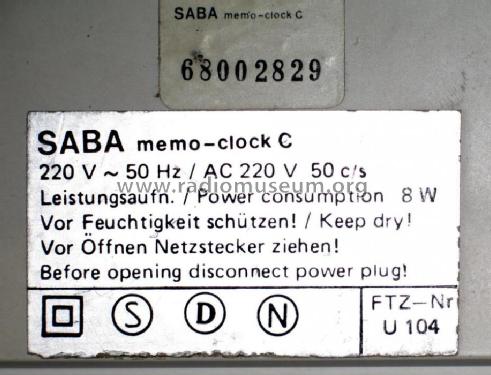 SABA memo-clock C
68002829
SABA memo-clock C
220 V ~ 50 Hz / AC 220 V 50 c/s
www.radiomuseum.org
Leistungsaufn. / Power consumption 8 W
Vor Feuchtigkeit schützen! / Keep dry!
Vor Öffnen Netzstecker ziehen!
Before opening disconnect power plug!
S D N
FTZ-Nr
U 104